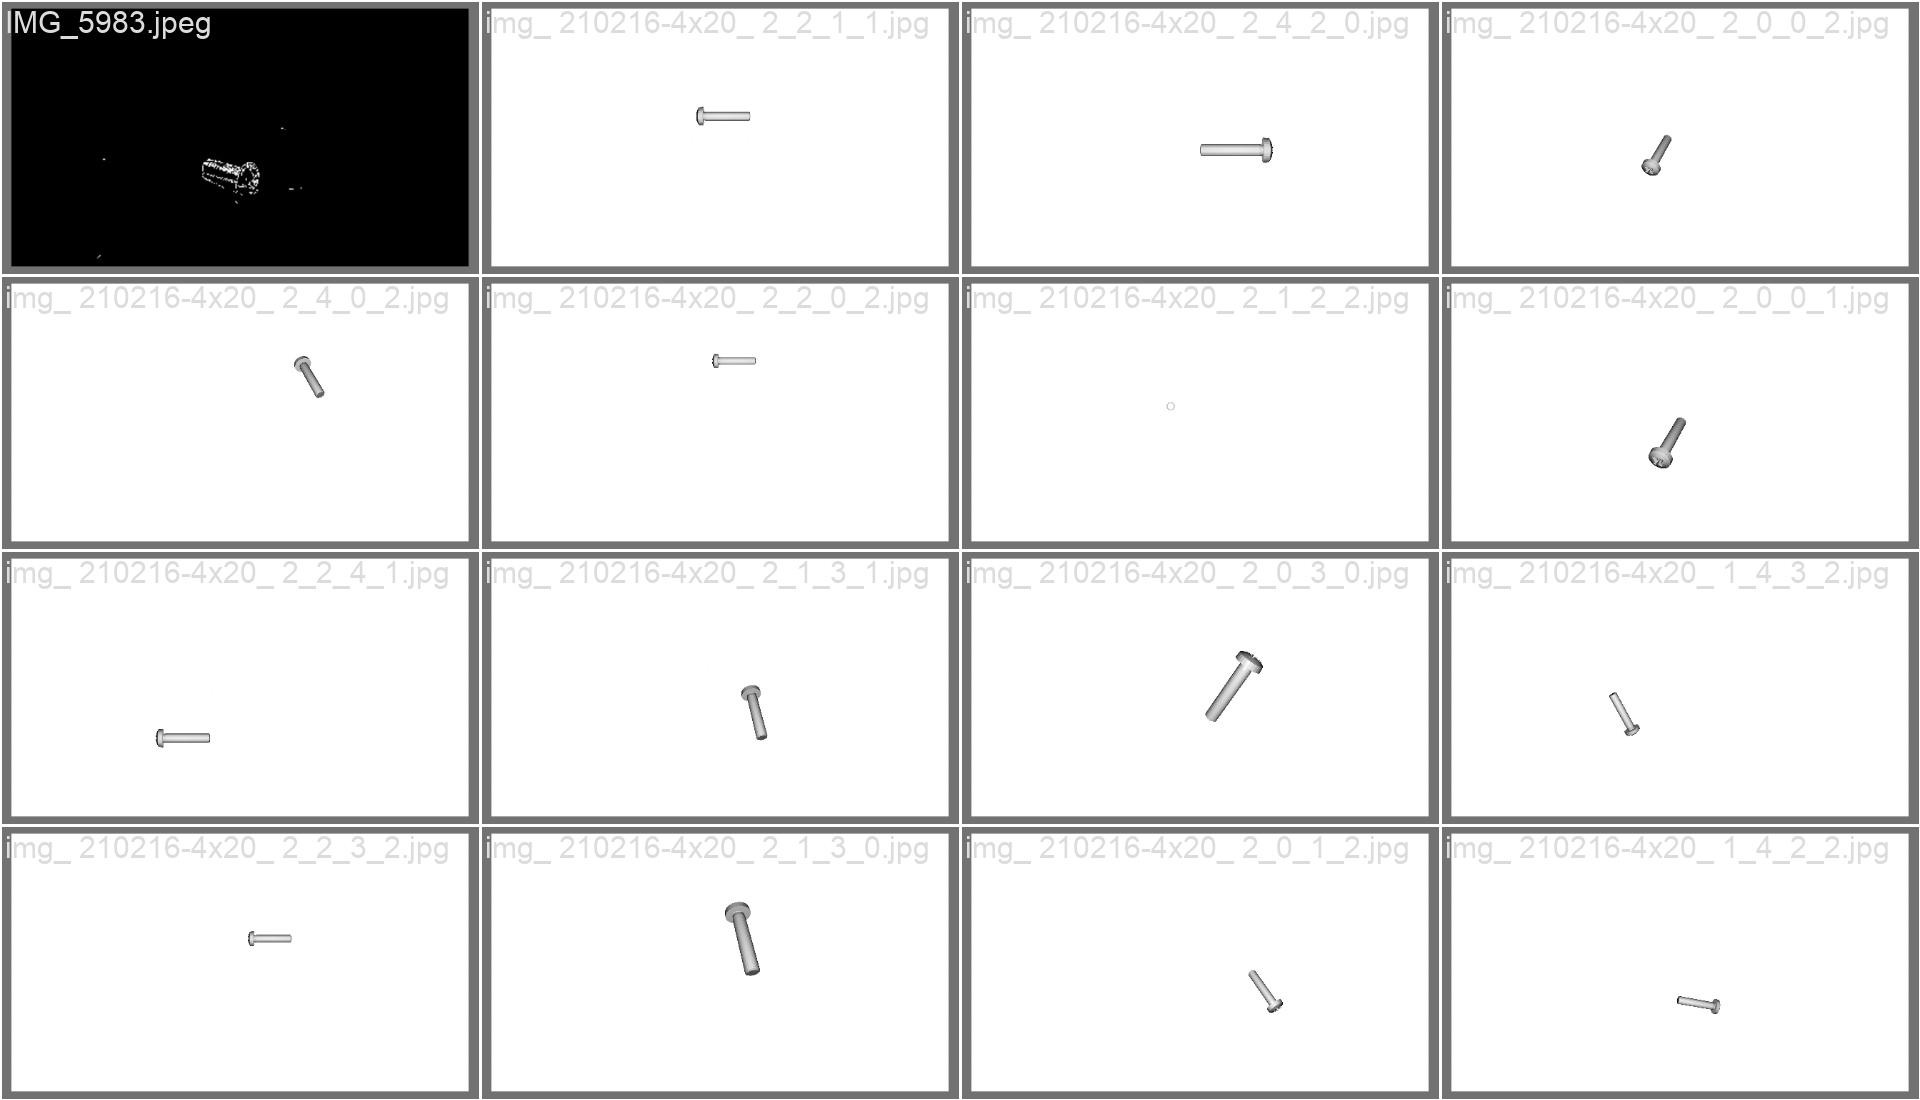 IMG_5983.jpeg
img_ 210216-4x20_ 2_2_1_1.jpg
img_ 210216-4x20_ 2_4_2_0.jpg
img_ 210216-4x20_ 2_0_0_2.jpg
img_ 210216-4x20_ 2_4_0_2.jpg
img_ 210216-4x20_ 2_2_0_2.jpg
img_ 210216-4x20_ 2_1_2_2.jpg
img_ 210216-4x20_ 2_0_0_1.jpg
img_ 210216-4x20_ 2_2_4_1.jpg
img_ 210216-4x20_ 2_1_3_1.jpg
img_ 210216-4x20_ 2_0_3_0.jpg
img_ 210216-4x20_ 1_4_3_2.jpg
img_ 210216-4x20_ 2_2_3_2.jpg
img_ 210216-4x20_ 2_1_3_0.jpg
img_ 210216-4x20_ 2_0_1_2.jpg
img_ 210216-4x20_ 1_4_2_2.jpg